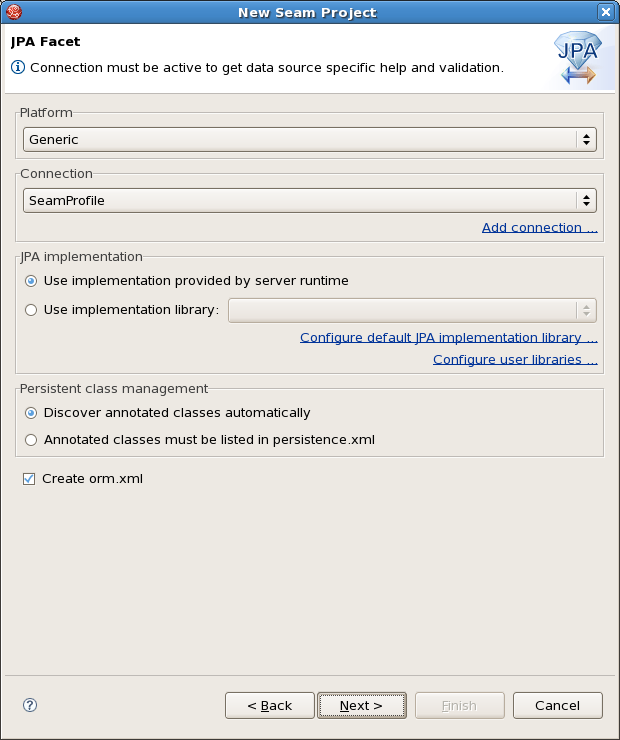 New Seam Project
JPA Facet
Connection must be active to get data source specific help and validation.
JPA
Platform
Generic
Connection
SeamProfile
Add connection ...
JPA implementation
Use implementation provided by server runtime
Use implementation library:
Configure default JPA implementation library ...
Configure user libraries ...
Persistent class management
Discover annotated classes automatically
Annotated classes must be listed in persistence.xml
Create orm.xml
? < Back Next > Finish Cancel